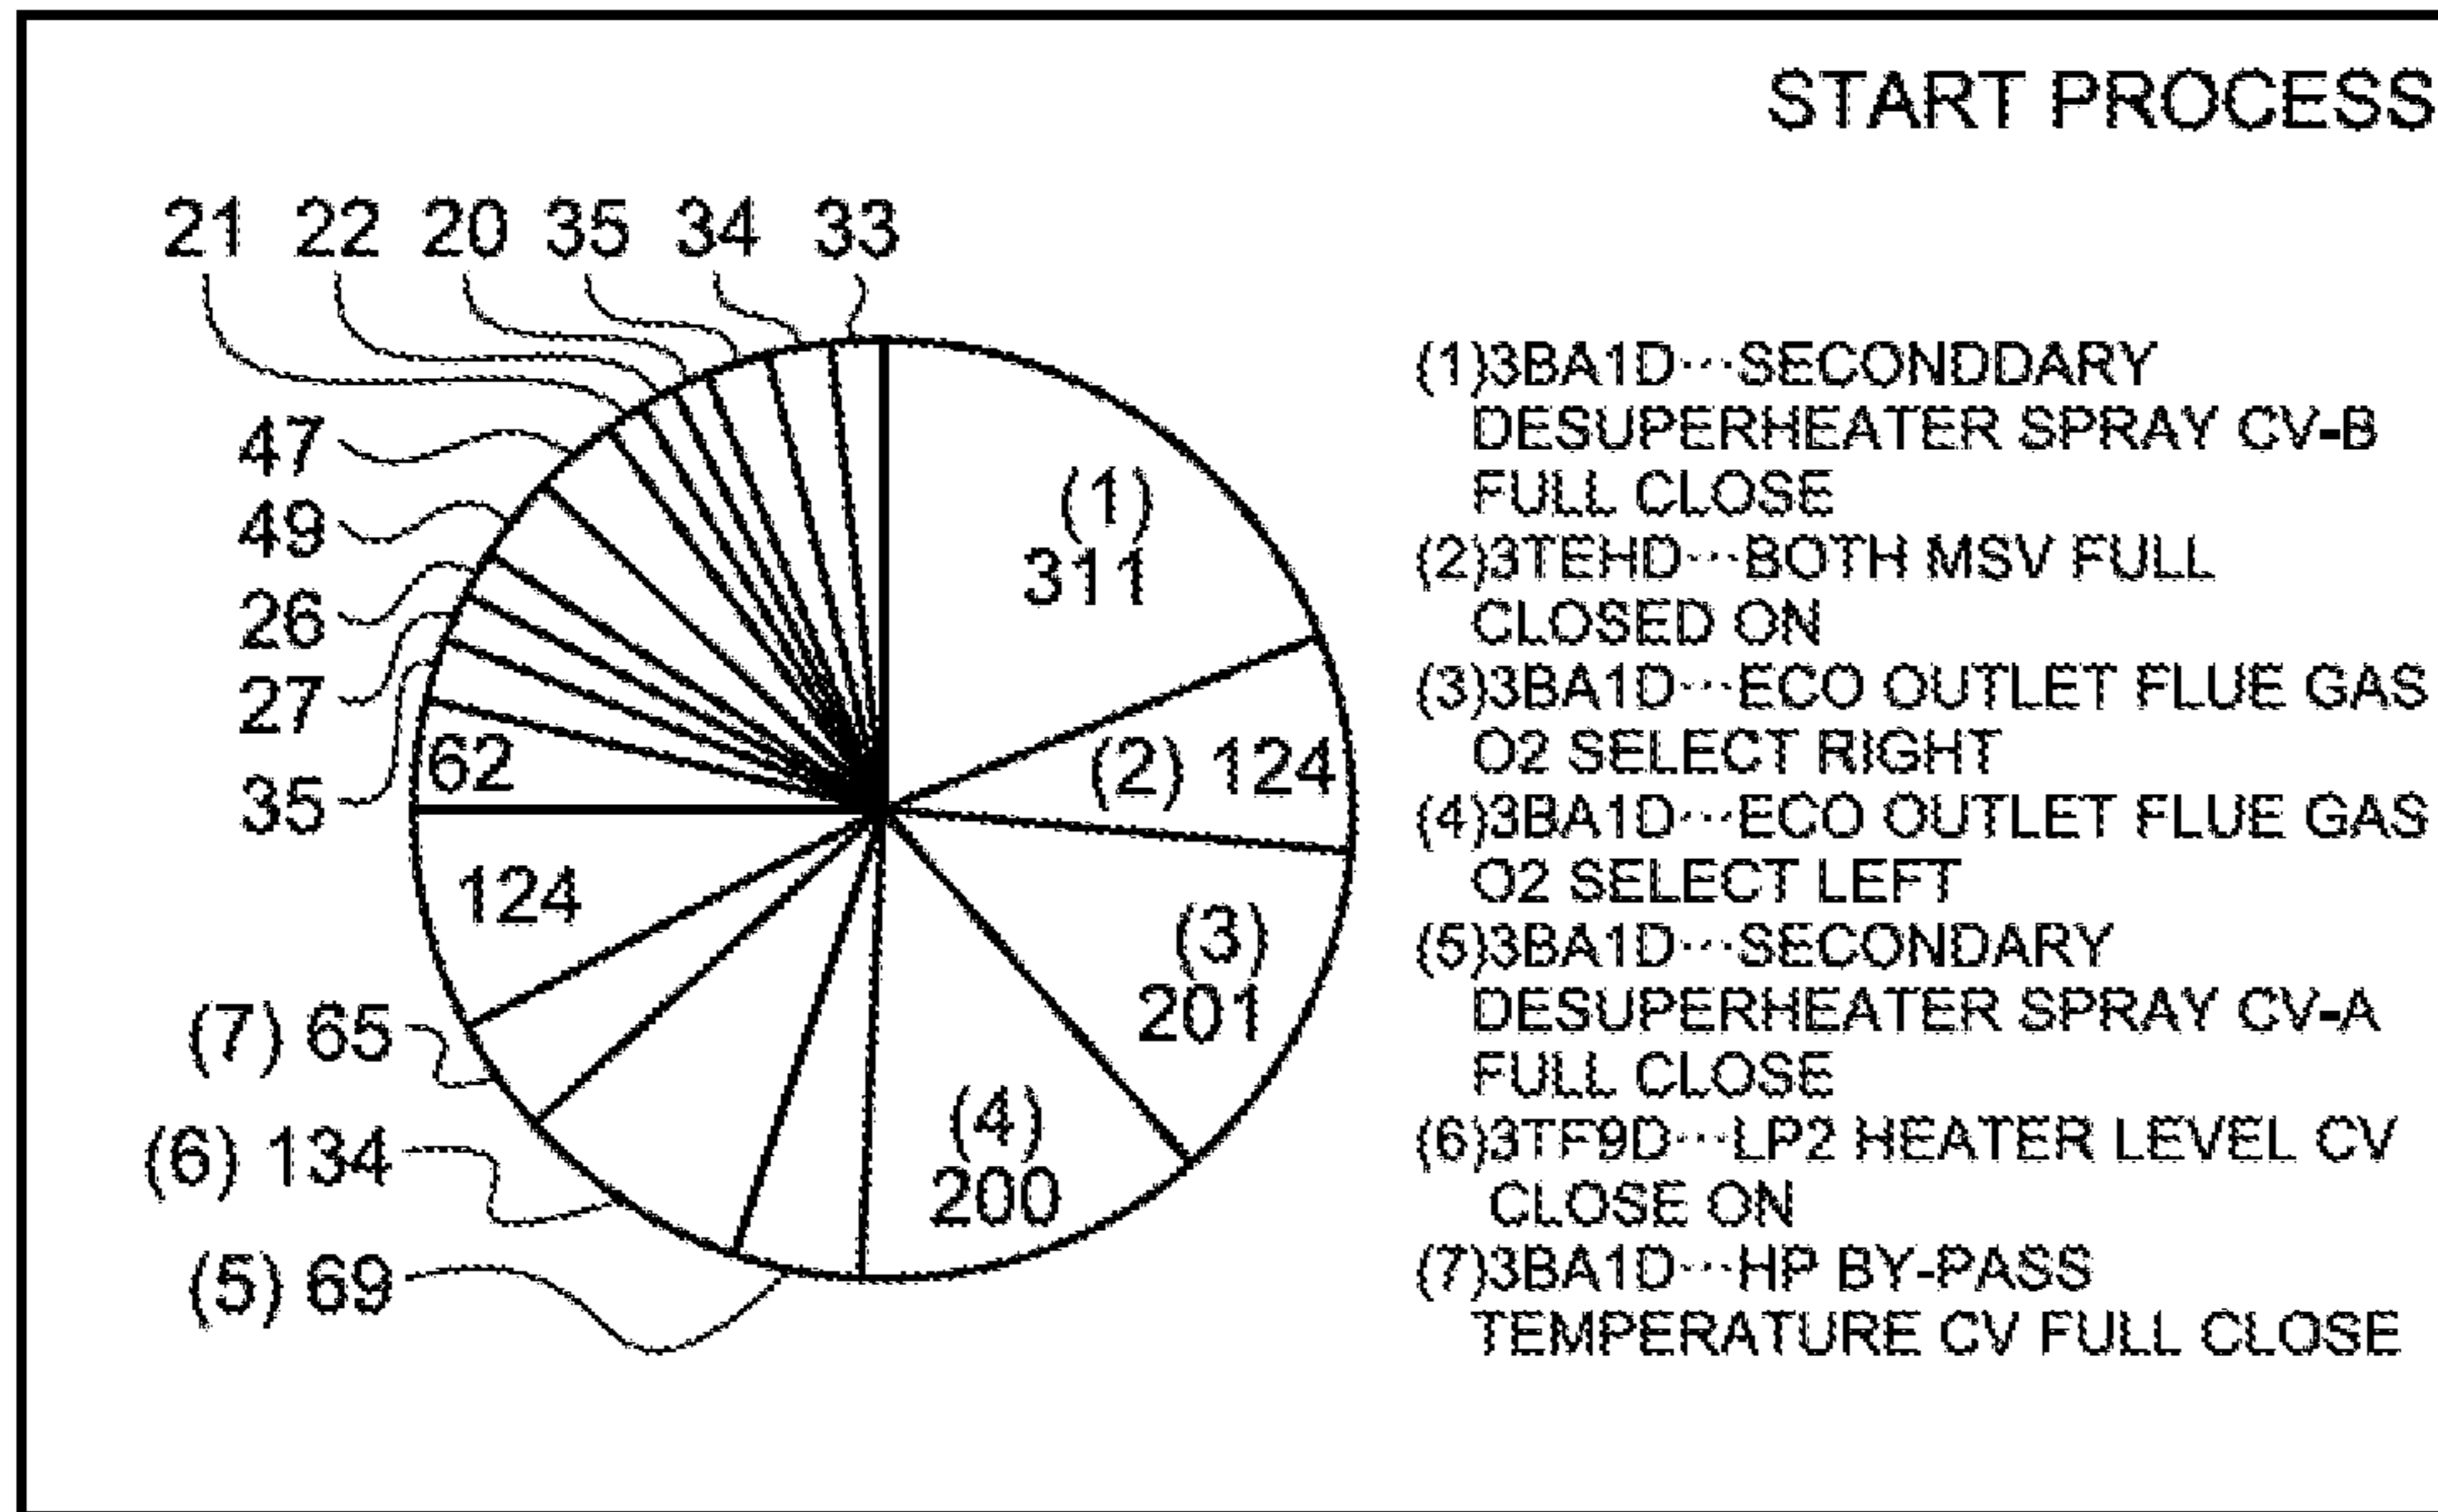 START PROCESS
21 22 20 35 34 33
47
49
26
27
35
62
124
(7) 65
(6) 134
(5) 69
(1)
311
(2) 124
(3)
201
(4)
200
(1)3BA1D···SECONDDARY
DESUPERHEATER SPRAY CV-B
FULL CLOSE
(2)3TEHD···BOTH MSV FULL
CLOSED ON
(3)3BA1D···ECO OUTLET FLUE GAS
O2 SELECT RIGHT
(4)3BA1D···ECO OUTLET FLUE GAS
O2 SELECT LEFT
(5)3BA1D···SECONDARY
DESUPERHEATER SPRAY CV-A
FULL CLOSE
(6)3TF9D···LP2 HEATER LEVEL CV
CLOSE ON
(7)3BA1D···HP BY-PASS
TEMPERATURE CV FULL CLOSE